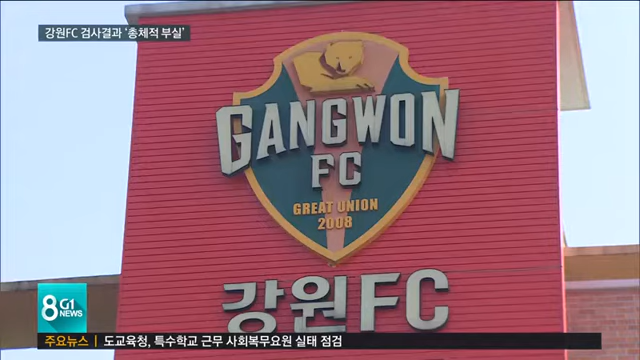 강원FC 검사결과 '총체적 부실'
GANGWON
FC
GREAT UNION
2008
강원FC
8 G1
NEWS
주요뉴스 도교육청, 특수학교 근무 사회복무요원 실태 점검